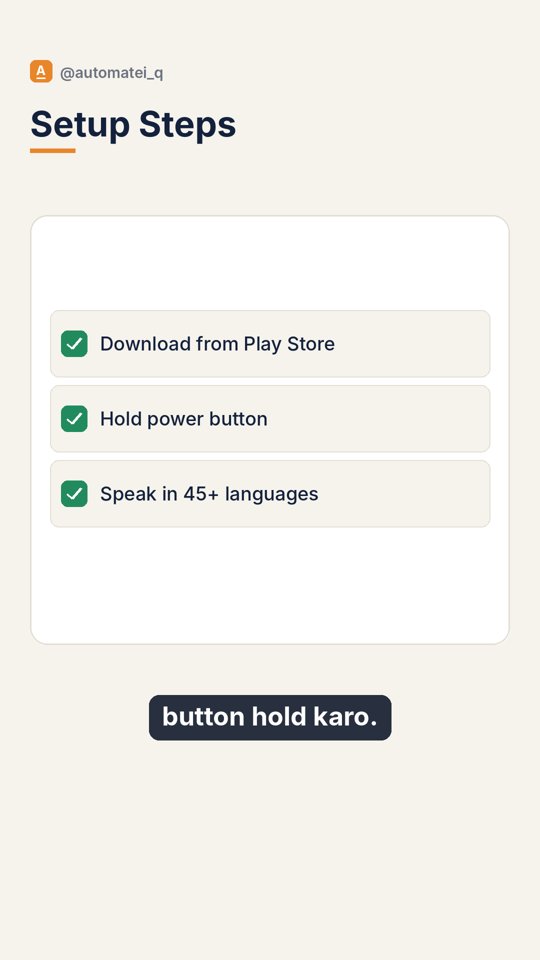 A
@automatei_q
Setup Steps
Download from Play Store
Hold power button
Speak in 45+ languages
button hold karo.